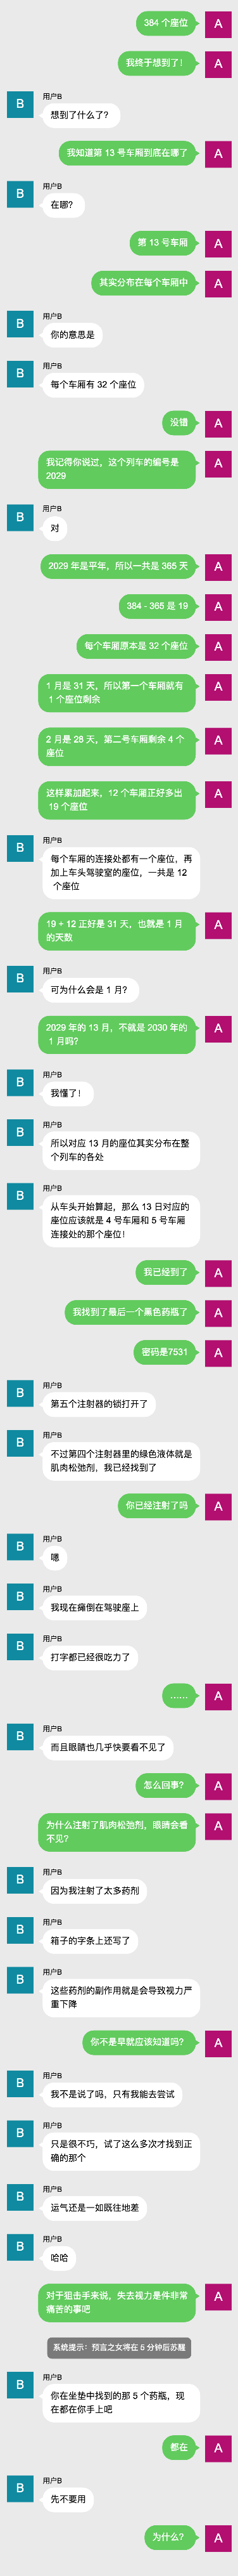 384 个座位
A
我终于想到了！
A
用户B
B
想到了什么了？
我知道第 13 号车厢到底在哪了
A
用户B
B
在哪？
第 13 号车厢
A
其实分布在每个车厢中
A
用户B
B
你的意思是
用户B
B
每个车厢有 32 个座位
没错
A
我记得你说过，这个列车的编号是
2029
A
用户B
B
对
2029 年是平年，所以一共是 365 天
A
384 - 365 是 19
A
每个车厢原本是 32 个座位
A
1 月是 31 天，所以第一个车厢就有
1 个座位剩余
A
2 月是 28 天，第二号车厢剩余 4 个
座位
A
这样累加起来，12 个车厢正好多出
19 个座位
A
用户B
B
每个车厢的连接处都有一个座位，再
加上车头驾驶室的座位，一共是 12
个座位
19 + 12 正好是 31 天，也就是 1 月
的天数
A
用户B
B
可为什么会是 1 月？
2029 年的 13 月，不就是 2030 年的
1 月吗？
A
用户B
B
我懂了！
用户B
B
所以对应 13 月的座位其实分布在整
个列车的各处
用户B
B
从车头开始算起，那么 13 日对应的
座位应该就是 4 号车厢和 5 号车厢
连接处的那个座位！
我已经到了
A
我找到了最后一个黑色药瓶了
A
密码是7531
A
用户B
B
第五个注射器的锁打开了
用户B
B
不过第四个注射器里的绿色液体就是
肌肉松弛剂，我已经找到了
你已经注射了吗
A
用户B
B
嗯
用户B
B
我现在瘫倒在驾驶座上
用户B
B
打字都已经很吃力了
……
A
用户B
B
而且眼睛也几乎快要看不见了
怎么回事？
A
为什么注射了肌肉松弛剂，眼睛会看
不见？
A
用户B
B
因为我注射了太多药剂
用户B
B
箱子的字条上还写了
用户B
B
这些药剂的副作用就是会导致视力严
重下降
你不是早就应该知道吗？
A
用户B
B
我不是说了吗，只有我能去尝试
用户B
B
只是很不巧，试了这么多次才找到正
确的那个
用户B
B
运气还是一如既往地差
用户B
B
哈哈
对于狙击手来说，失去视力是件非常
痛苦的事吧
A
系统提示：预言之女将在 5 分钟后苏醒
用户B
B
你在坐垫中找到的那 5 个药瓶，现
在都在你手上吧
都在
A
用户B
B
先不要用
为什么？
A